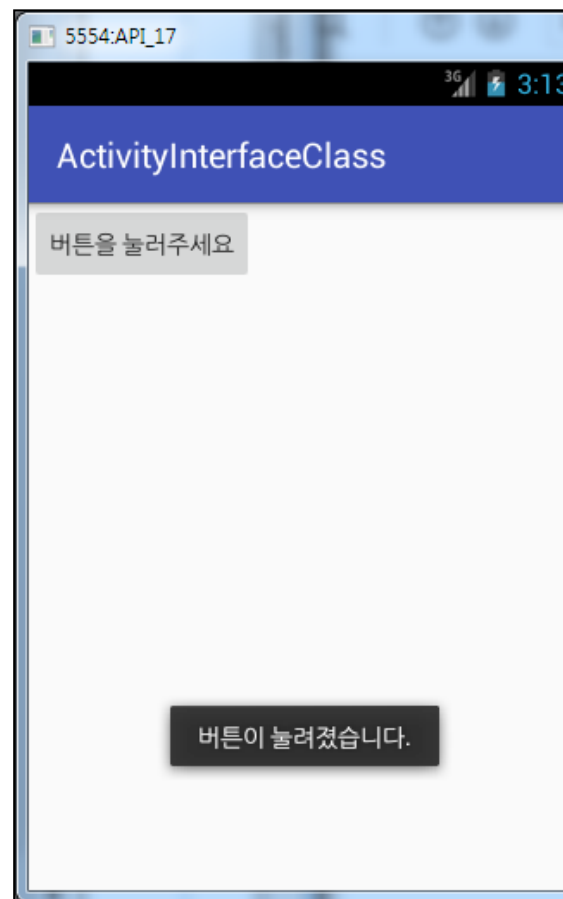 5554:API_17
3G 3:13
ActivityInterfaceClass
버튼을 눌러주세요
버튼이 눌려졌습니다.